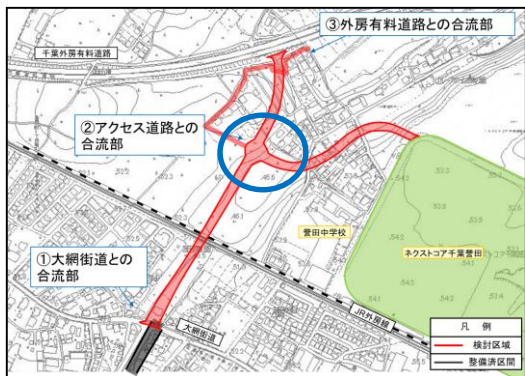 ③外房有料道路との合流部
千葉外房有料道路
②アクセス道路との
合流部
誉田中学校
ネクストコア千葉誉田
①大網街道との
合流部
大網街道
JR外房線
凡 例
検討区域
整備済区間